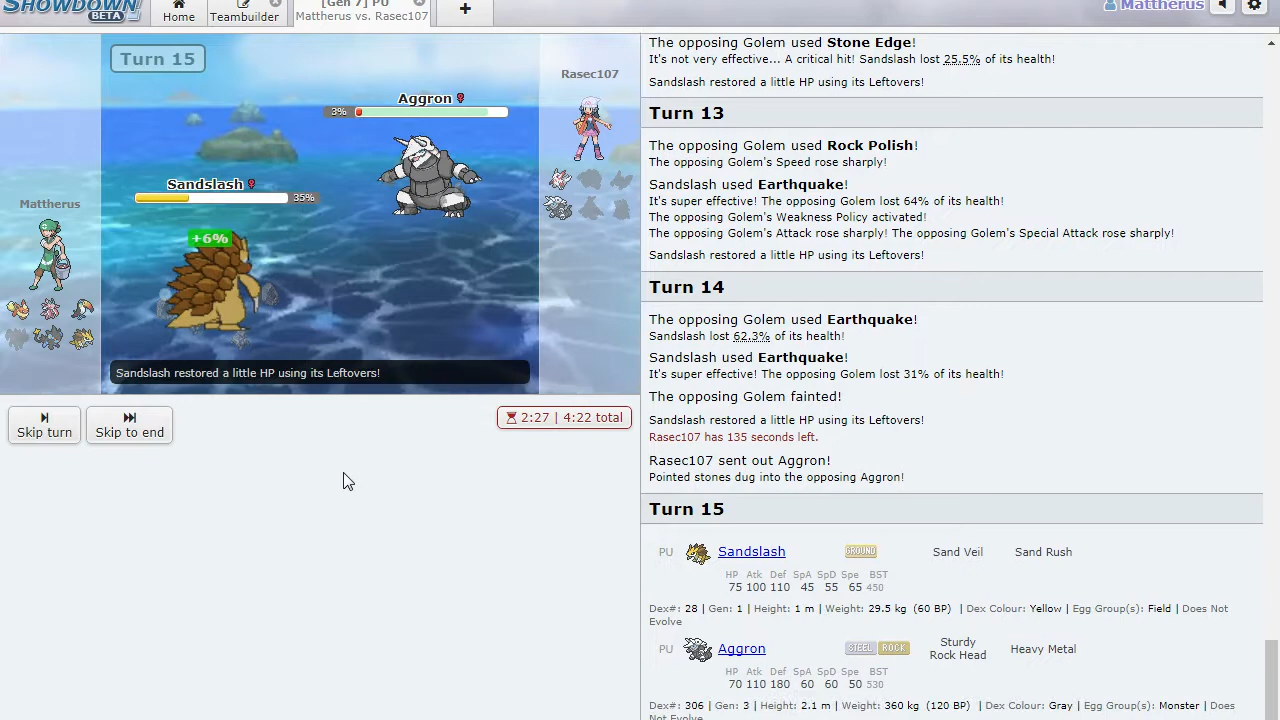 SHOWDOWN
BETA
Home
Teambuilder
[Gen 7] PU
Mattherus vs. Rasec107
+
Mattherus
Turn 15
Rasec107
Aggron
3%
Sandslash
35%
Mattherus
+6%
Sandslash restored a little HP using its Leftovers!
Skip turn
Skip to end
2:27 | 4:22 total
The opposing Golem used Stone Edge!
It's not very effective... A critical hit! Sandslash lost 25.5% of its health!
Sandslash restored a little HP using its Leftovers!
Turn 13
The opposing Golem used Rock Polish!
The opposing Golem's Speed rose sharply!
Sandslash used Earthquake!
It's super effective! The opposing Golem lost 64% of its health!
The opposing Golem's Weakness Policy activated!
The opposing Golem's Attack rose sharply! The opposing Golem's Special Attack rose sharply!
Sandslash restored a little HP using its Leftovers!
Turn 14
The opposing Golem used Earthquake!
Sandslash lost 62.3% of its health!
Sandslash used Earthquake!
It's super effective! The opposing Golem lost 31% of its health!
The opposing Golem fainted!
Sandslash restored a little HP using its Leftovers!
Rasec107 has 135 seconds left.
Rasec107 sent out Aggron!
Pointed stones dug into the opposing Aggron!
Turn 15
PU Sandslash GROUND Sand Veil Sand Rush
HP Atk Def SpA SpD Spe BST
75 100 110 45 55 65 450
Dex#: 28 | Gen: 1 | Height: 1 m | Weight: 29.5 kg (60 BP) | Dex Colour: Yellow | Egg Group(s): Field | Does Not
Evolve
PU Aggron STEEL ROCK Sturdy Rock Head Heavy Metal
HP Atk Def SpA SpD Spe BST
70 110 180 60 60 50 530
Dex#: 306 | Gen: 3 | Height: 2.1 m | Weight: 360 kg (120 BP) | Dex Colour: Gray | Egg Group(s): Monster | Does
Not Evolve